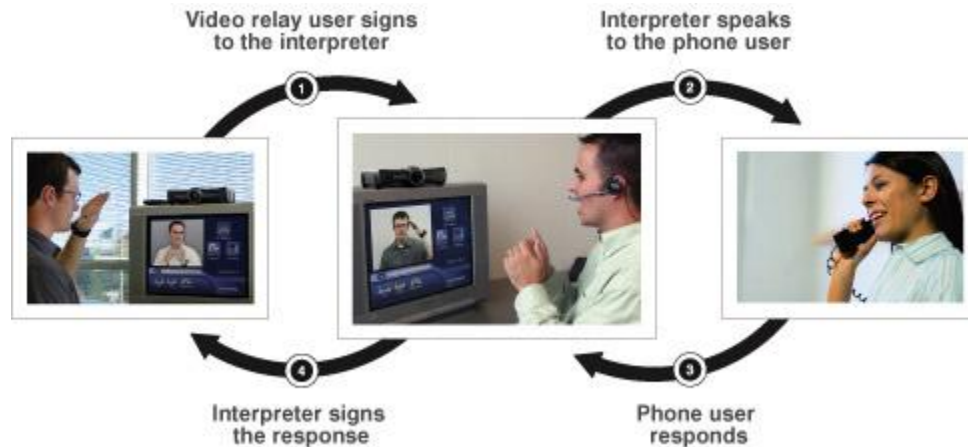 Video relay user signs
to the interpreter
Interpreter speaks
to the phone user
1
2
4
3
Interpreter signs
the response
Phone user
responds